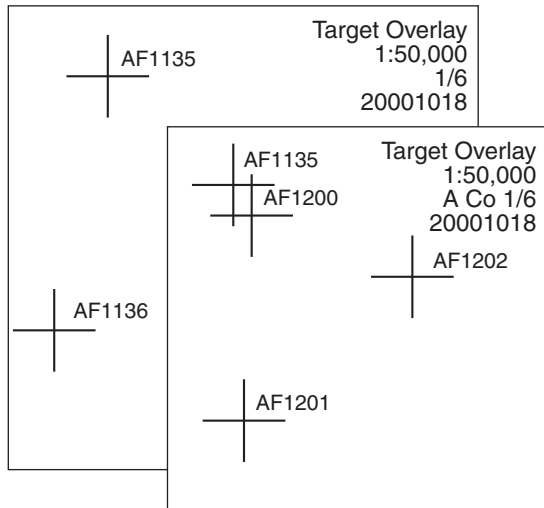 Target Overlay
1:50,000
1/6
20001018
AF1135
AF1136
Target Overlay
1:50,000
A Co 1/6
20001018
AF1135
AF1200
AF1202
AF1201